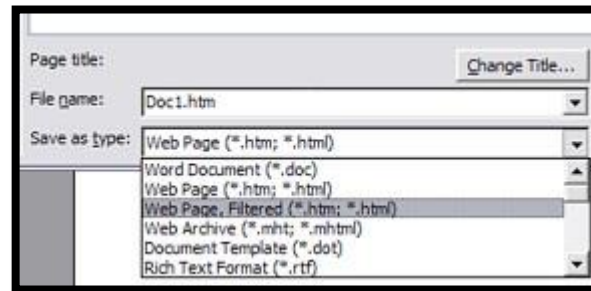 Page title:
Change Title...
File name:
Doc1.htm
Save as type:
Web Page (*.htm; *.html)
Word Document (*.doc)
Web Page (*.htm; *.html)
Web Page, Filtered (*.htm; *.html)
Web Archive (*.mht; *.mhtml)
Document Template (*.dot)
Rich Text Format (*.rtf)